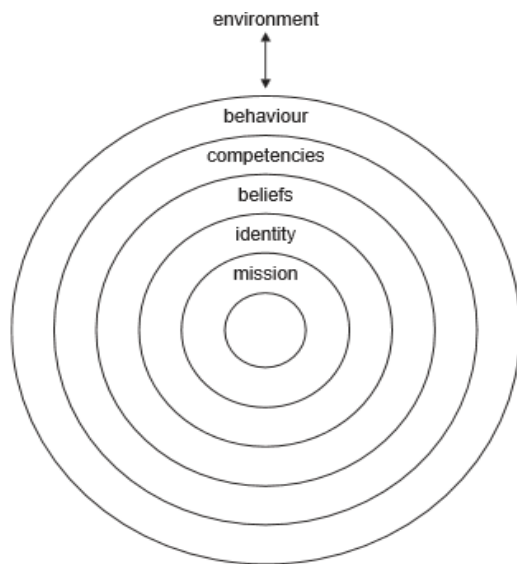 environment
behaviour
competencies
beliefs
identity
mission